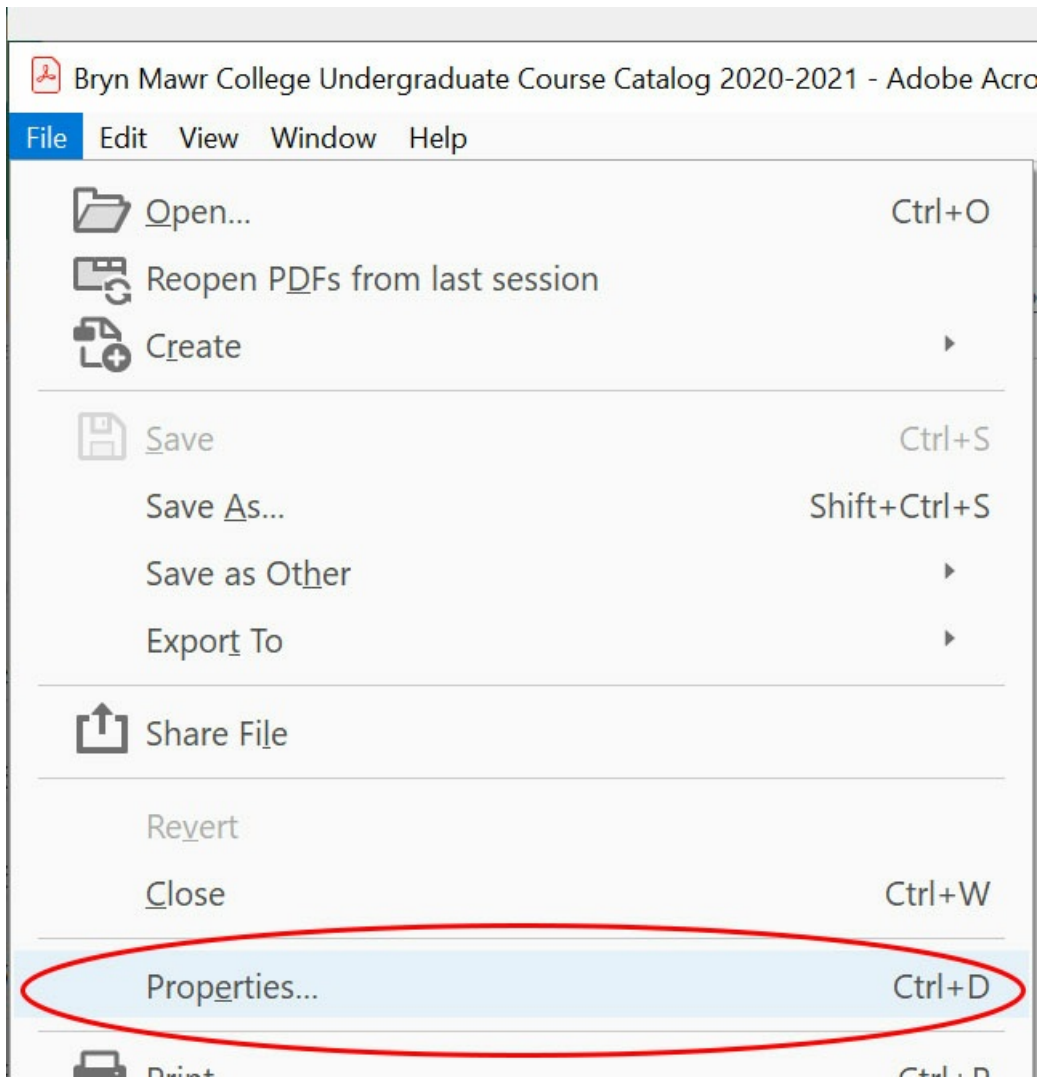 Bryn Mawr College Undergraduate Course Catalog 2020-2021 - Adobe Acro
File Edit View Window Help
Open... Ctrl+O
Reopen PDFs from last session
Create
Save Ctrl+S
Save As... Shift+Ctrl+S
Save as Other
Export To
Share File
Revert
Close Ctrl+W
Properties... Ctrl+D
Print Ctrl+P